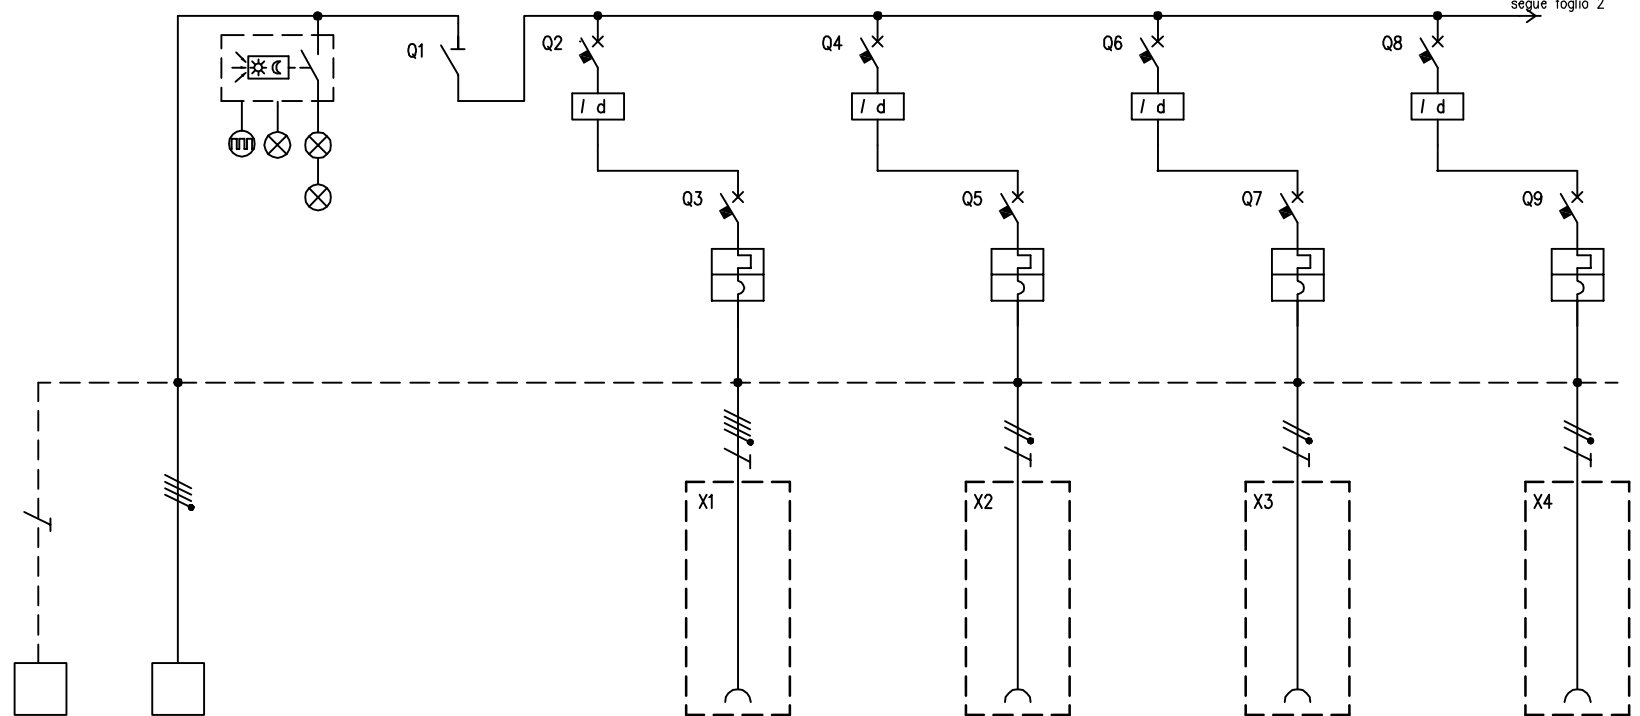 segue foglio 2
Q1
Q2
Q4
Q6
Q8
I d
I d
I d
I d
Q3
Q5
Q7
Q9
X1
X2
X3
X4